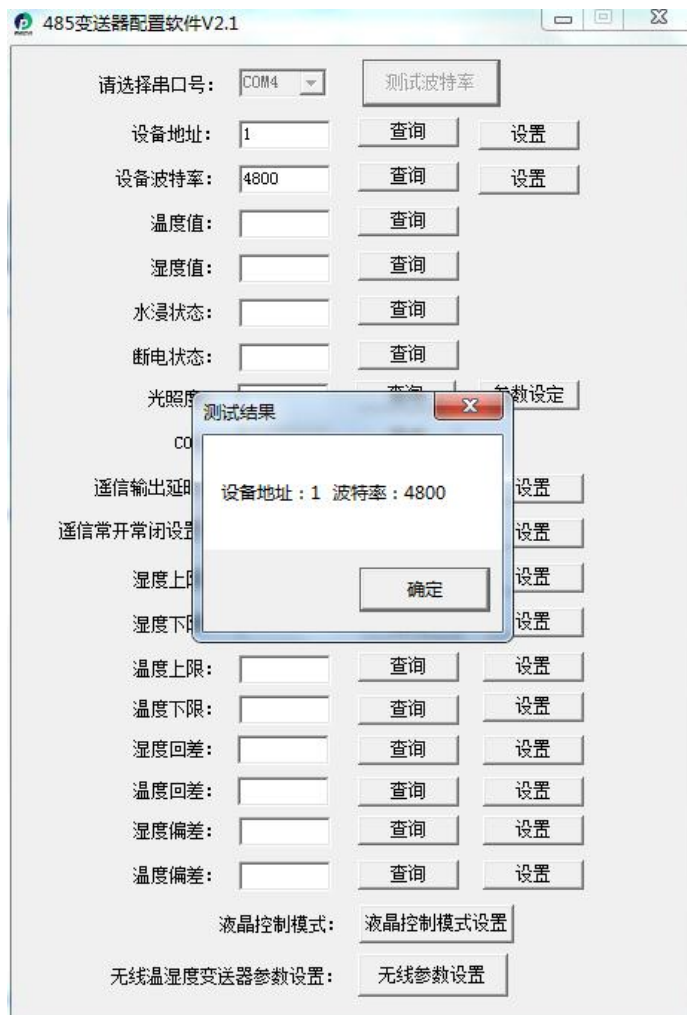 485变送器配置软件V2.1
请选择串口号： COM4 测试波特率
设备地址： 1 查询 设置
设备波特率： 4800 查询 设置
温度值： 查询
湿度值： 查询
水浸状态： 查询
断电状态： 查询
光照度 查询 参数设定
测试结果
CO
设备地址：1 波特率：4800
遥信输出延时 设置
遥信常开常闭设置 设置
确定
湿度上限 设置
湿度下限 设置
温度上限： 查询 设置
温度下限： 查询 设置
湿度回差： 查询 设置
温度回差： 查询 设置
湿度偏差： 查询 设置
温度偏差： 查询 设置
液晶控制模式： 液晶控制模式设置
无线温湿度变送器参数设置： 无线参数设置